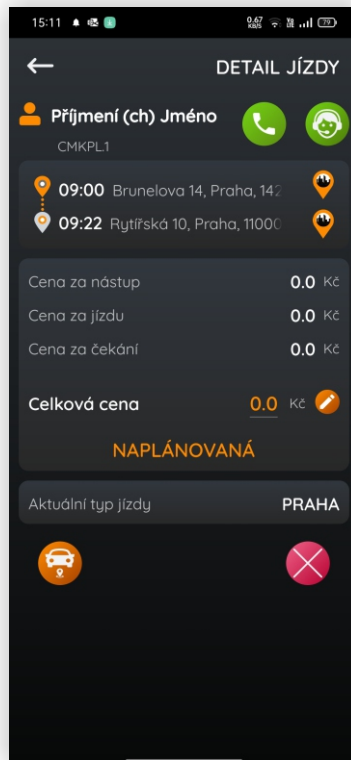 15:11 0.67 KB/S 79
DETAIL JÍZDY
Příjmení (ch) Jméno
CMKPL1
09:00 Brunelova 14, Praha, 142
09:22 Rytířská 10, Praha, 11000
Cena za nástup 0.0 Kč
Cena za jízdu 0.0 Kč
Cena za čekání 0.0 Kč
Celková cena 0.0 Kč
NAPLÁNOVANÁ
Aktuální typ jízdy PRAHA